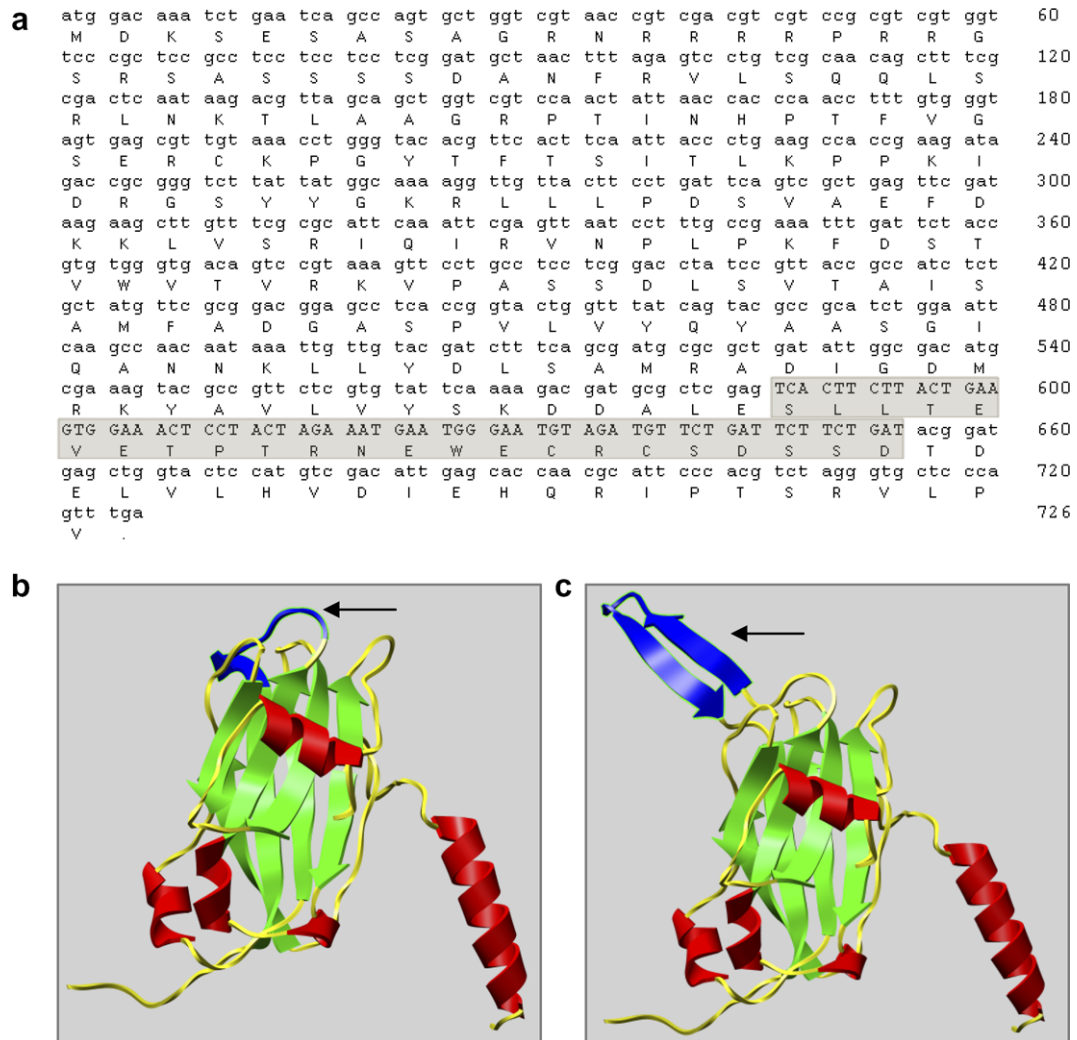 a
atg gac aaa tct gaa tca gcc agt gct ggt cgt aac cgt cga cgt cgt ccg cgt cgt ggt 60
M D K S E S A S A G R N R R R R P R R G
tcc cgc tcc gcc tcc tcc tcc tcg gat gct aac ttt aga gtc ctg tcg caa cag ctt tcg 120
S R S A S S S S D A N F R V L S Q Q L S
cga ctc aat aag acg tta gca gct ggt cgt cca act att aac cac cca acc ttt gtg ggt 180
R L N K T L A A G R P T I N H P T F V G
agt gag cgt tgt aaa cct ggg tac acg ttc act tca att acc ctg aag cca ccg aag ata 240
S E R C K P G Y T F T S I T L K P P K I
gac cgc ggg tct tat tat ggc aaa agg ttg tta ctt cct gat tca gtc gct gag ttc gat 300
D R G S Y Y G K R L L L P D S V A E F D
aag aag ctt gtt tcg cgc att caa att cga gtt aat cct ttg ccg aaa ttt gat tct acc 360
K K L V S R I Q I R V N P L P K F D S T
gtg tgg gtg aca gtc cgt aaa gtt cct gcc tcc tcg gac cta tcc gtt acc gcc atc tct 420
V W V T V R K V P A S S D L S V T A I S
gct atg ttc gcg gac gga gcc tca ccg gta ctg gtt tat cag tac gcc gca tct gga att 480
A M F A D G A S P V L V Y Q Y A A S G I
caa gcc aac aat aaa ttg ttg tac gat ctt tca gcg atg cgc gct gat att ggc gac atg 540
Q A N N K L L Y D L S A M R A D I G D M
cga aag tac gcc gtt ctc gtg tat tca aaa gac gat gcg ctc gag TCA CTT CTT ACT GAA 600
R K Y A V L V Y S K D D A L E S L L T E
GTG GAA ACT CCT ACT AGA AAT GAA TGG GAA TGT AGA TGT TCT GAT TCT TCT GAT acg gat 660
V E T P T R N E W E C R C S D S S D T D
gag ctg gta ctc cat gtc gac att gag cac caa cgc att ccc acg tct agg gtg ctc cca 720
E L V L H V D I E H Q R I P T S R V L P
gtt tga 726
V .
b c